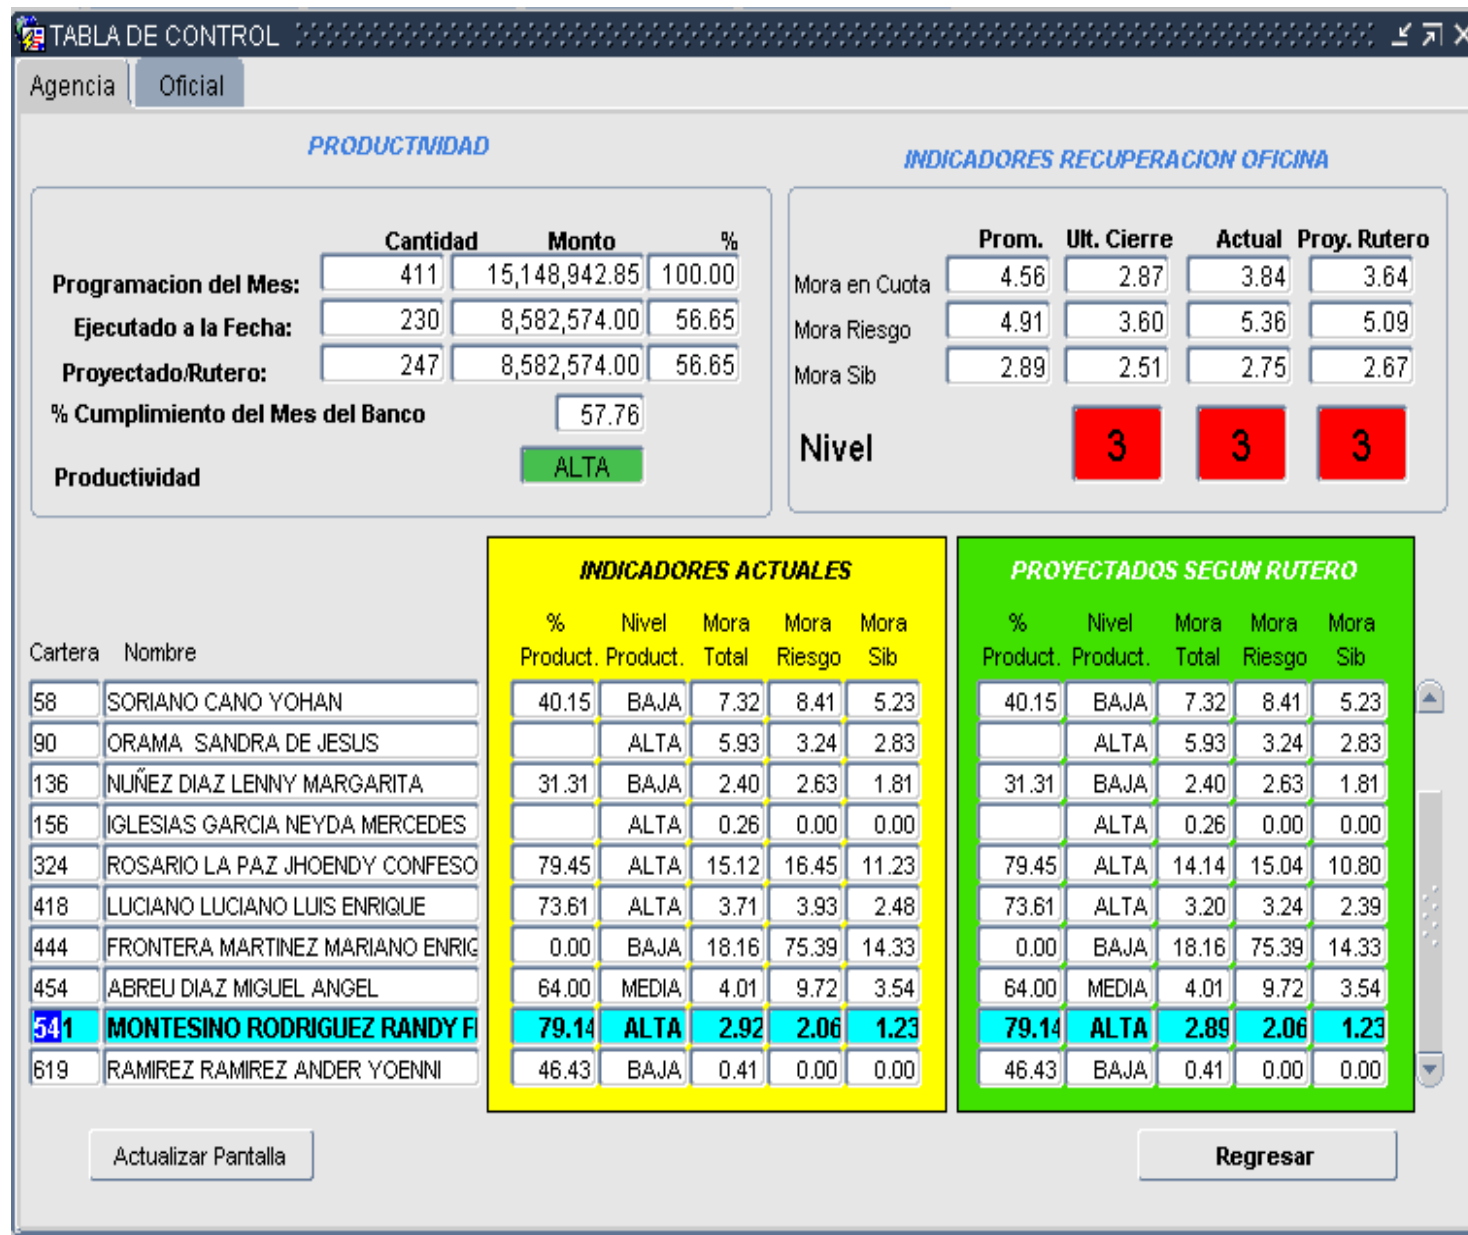 TABLA DE CONTROL
Agencia Oficial
PRODUCTIVIDAD
INDICADORES RECUPERACION OFICINA
Cantidad Monto %
Programacion del Mes: 411 15,148,942.85 100.00
Ejecutado a la Fecha: 230 8,582,574.00 56.65
Proyectado/Rutero: 247 8,582,574.00 56.65
% Cumplimiento del Mes del Banco 57.76
Productividad ALTA
Prom. Ult. Cierre Actual Proy. Rutero
Mora en Cuota 4.56 2.87 3.84 3.64
Mora Riesgo 4.91 3.60 5.36 5.09
Mora Sib 2.89 2.51 2.75 2.67
Nivel 3 3 3
INDICADORES ACTUALES PROYECTADOS SEGUN RUTERO
% Nivel Mora Mora Mora % Nivel Mora Mora Mora
Cartera Nombre Product. Product. Total Riesgo Sib Product. Product. Total Riesgo Sib
58 SORIANO CANO YOHAN 40.15 BAJA 7.32 8.41 5.23 40.15 BAJA 7.32 8.41 5.23
90 ORAMA SANDRA DE JESUS ALTA 5.93 3.24 2.83 ALTA 5.93 3.24 2.83
136 NUÑEZ DIAZ LENNY MARGARITA 31.31 BAJA 2.40 2.63 1.81 31.31 BAJA 2.40 2.63 1.81
156 IGLESIAS GARCIA NEYDA MERCEDES ALTA 0.26 0.00 0.00 ALTA 0.26 0.00 0.00
324 ROSARIO LA PAZ JHOENDY CONFESO 79.45 ALTA 15.12 16.45 11.23 79.45 ALTA 14.14 15.04 10.80
418 LUCIANO LUCIANO LUIS ENRIQUE 73.61 ALTA 3.71 3.93 2.48 73.61 ALTA 3.20 3.24 2.39
444 FRONTERA MARTINEZ MARIANO ENRIQ 0.00 BAJA 18.16 75.39 14.33 0.00 BAJA 18.16 75.39 14.33
454 ABREU DIAZ MIGUEL ANGEL 64.00 MEDIA 4.01 9.72 3.54 64.00 MEDIA 4.01 9.72 3.54
541 MONTESINO RODRIGUEZ RANDY F 79.14 ALTA 2.92 2.06 1.23 79.14 ALTA 2.89 2.06 1.23
619 RAMIREZ RAMIREZ ANDER YOENNI 46.43 BAJA 0.41 0.00 0.00 46.43 BAJA 0.41 0.00 0.00
Actualizar Pantalla Regresar